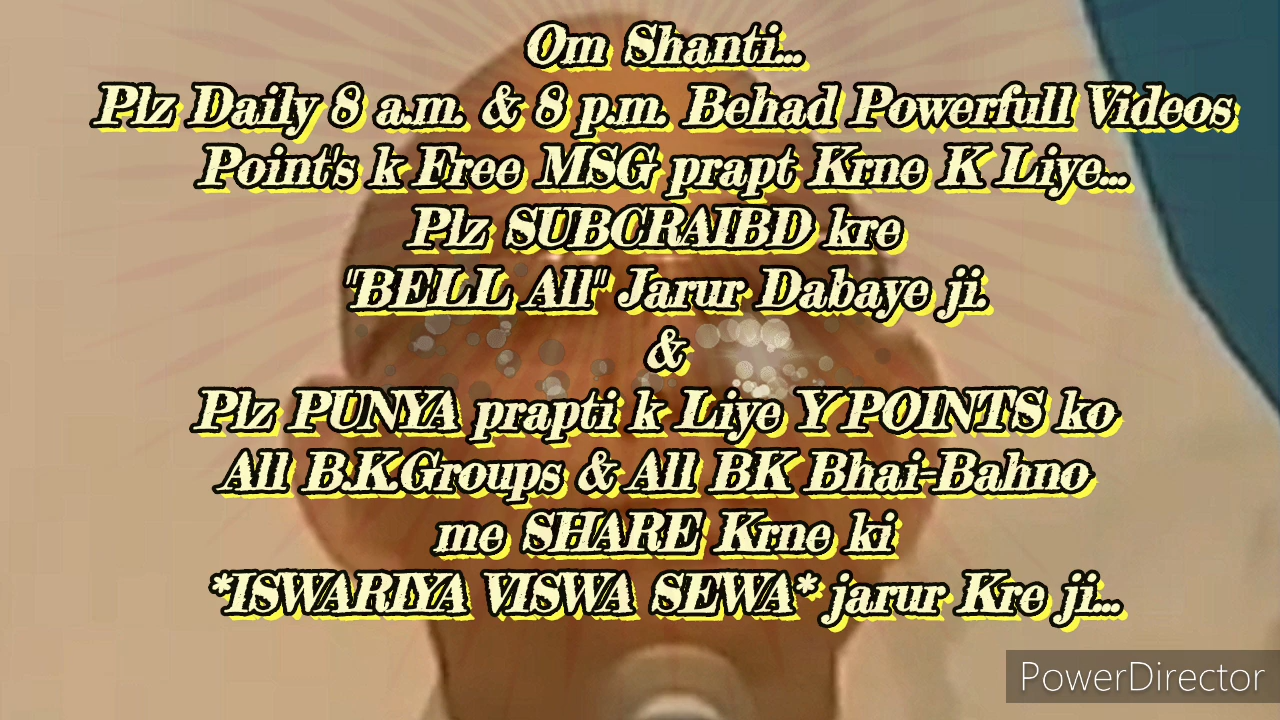 Om Shanti...
Plz Daily 8 a.m. & 8 p.m. Behad Powerfull Videos
Point's k Free MSG prapt Krne K Liye...
Plz SUBCRAIBD kre
"BELL All" Jarur Dabaye ji.
&
Plz PUNYA prapti k Liye Y POINTS ko
All B.K.Groups & All BK Bhai-Bahno
me SHARE Krne ki
*ISWARIYA VISWA SEWA* jarur Kre ji...
PowerDirector